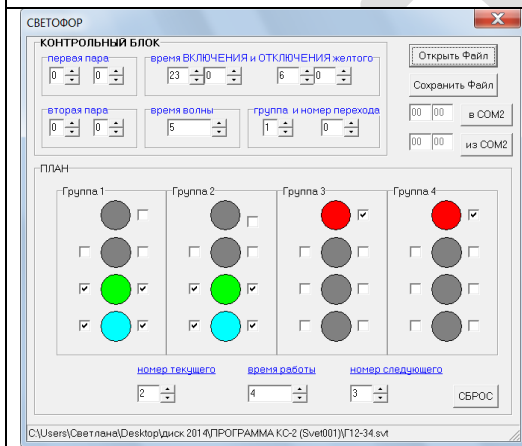 СВЕТОФОР
КОНТРОЛЬНЫЙ БЛОК
первая пара
время ВКЛЮЧЕНИЯ и ОТКЛЮЧЕНИЯ желтого
Открыть Файл
0 0 23 0 6 0
Сохранить Файл
вторая пара
время волны
группа и номер перехода
00 00 в COM2
0 0 5 1 0
00 00 из COM2
ПЛАН
Группа 1
Группа 2
Группа 3
Группа 4
номер текущего
время работы
номер следующего
2 4 3
СБРОС
C:\Users\Светлана\Desktop\диск 2014\ПРОГРАММА КС-2 (Svet001)\Г12-34.svt